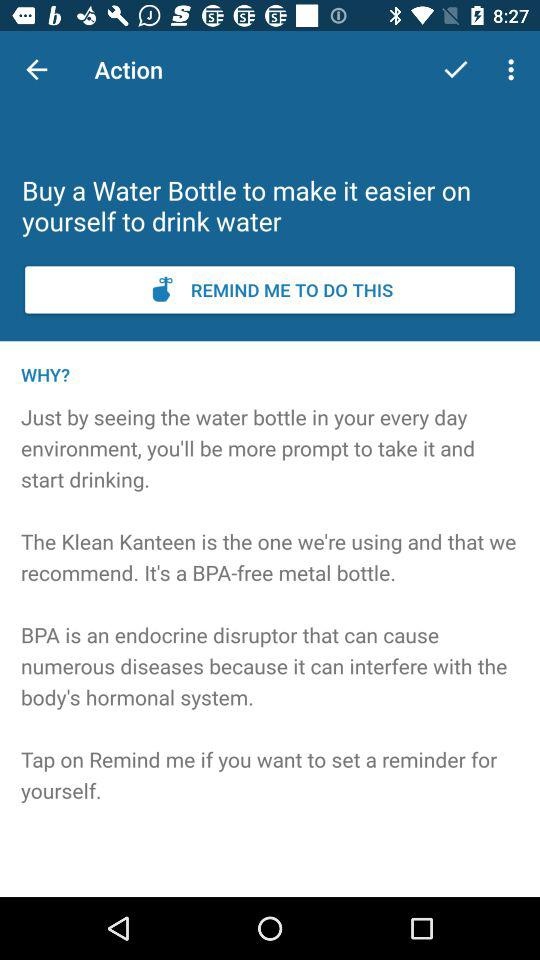 8:27
Action
Buy a Water Bottle to make it easier on
yourself to drink water
REMIND ME TO DO THIS
WHY?
Just by seeing the water bottle in your every day
environment, you'll be more prompt to take it and
start drinking.
The Klean Kanteen is the one we're using and that we
recommend. It's a BPA-free metal bottle.
BPA is an endocrine disruptor that can cause
numerous diseases because it can interfere with the
body's hormonal system.
Tap on Remind me if you want to set a reminder for
yourself.